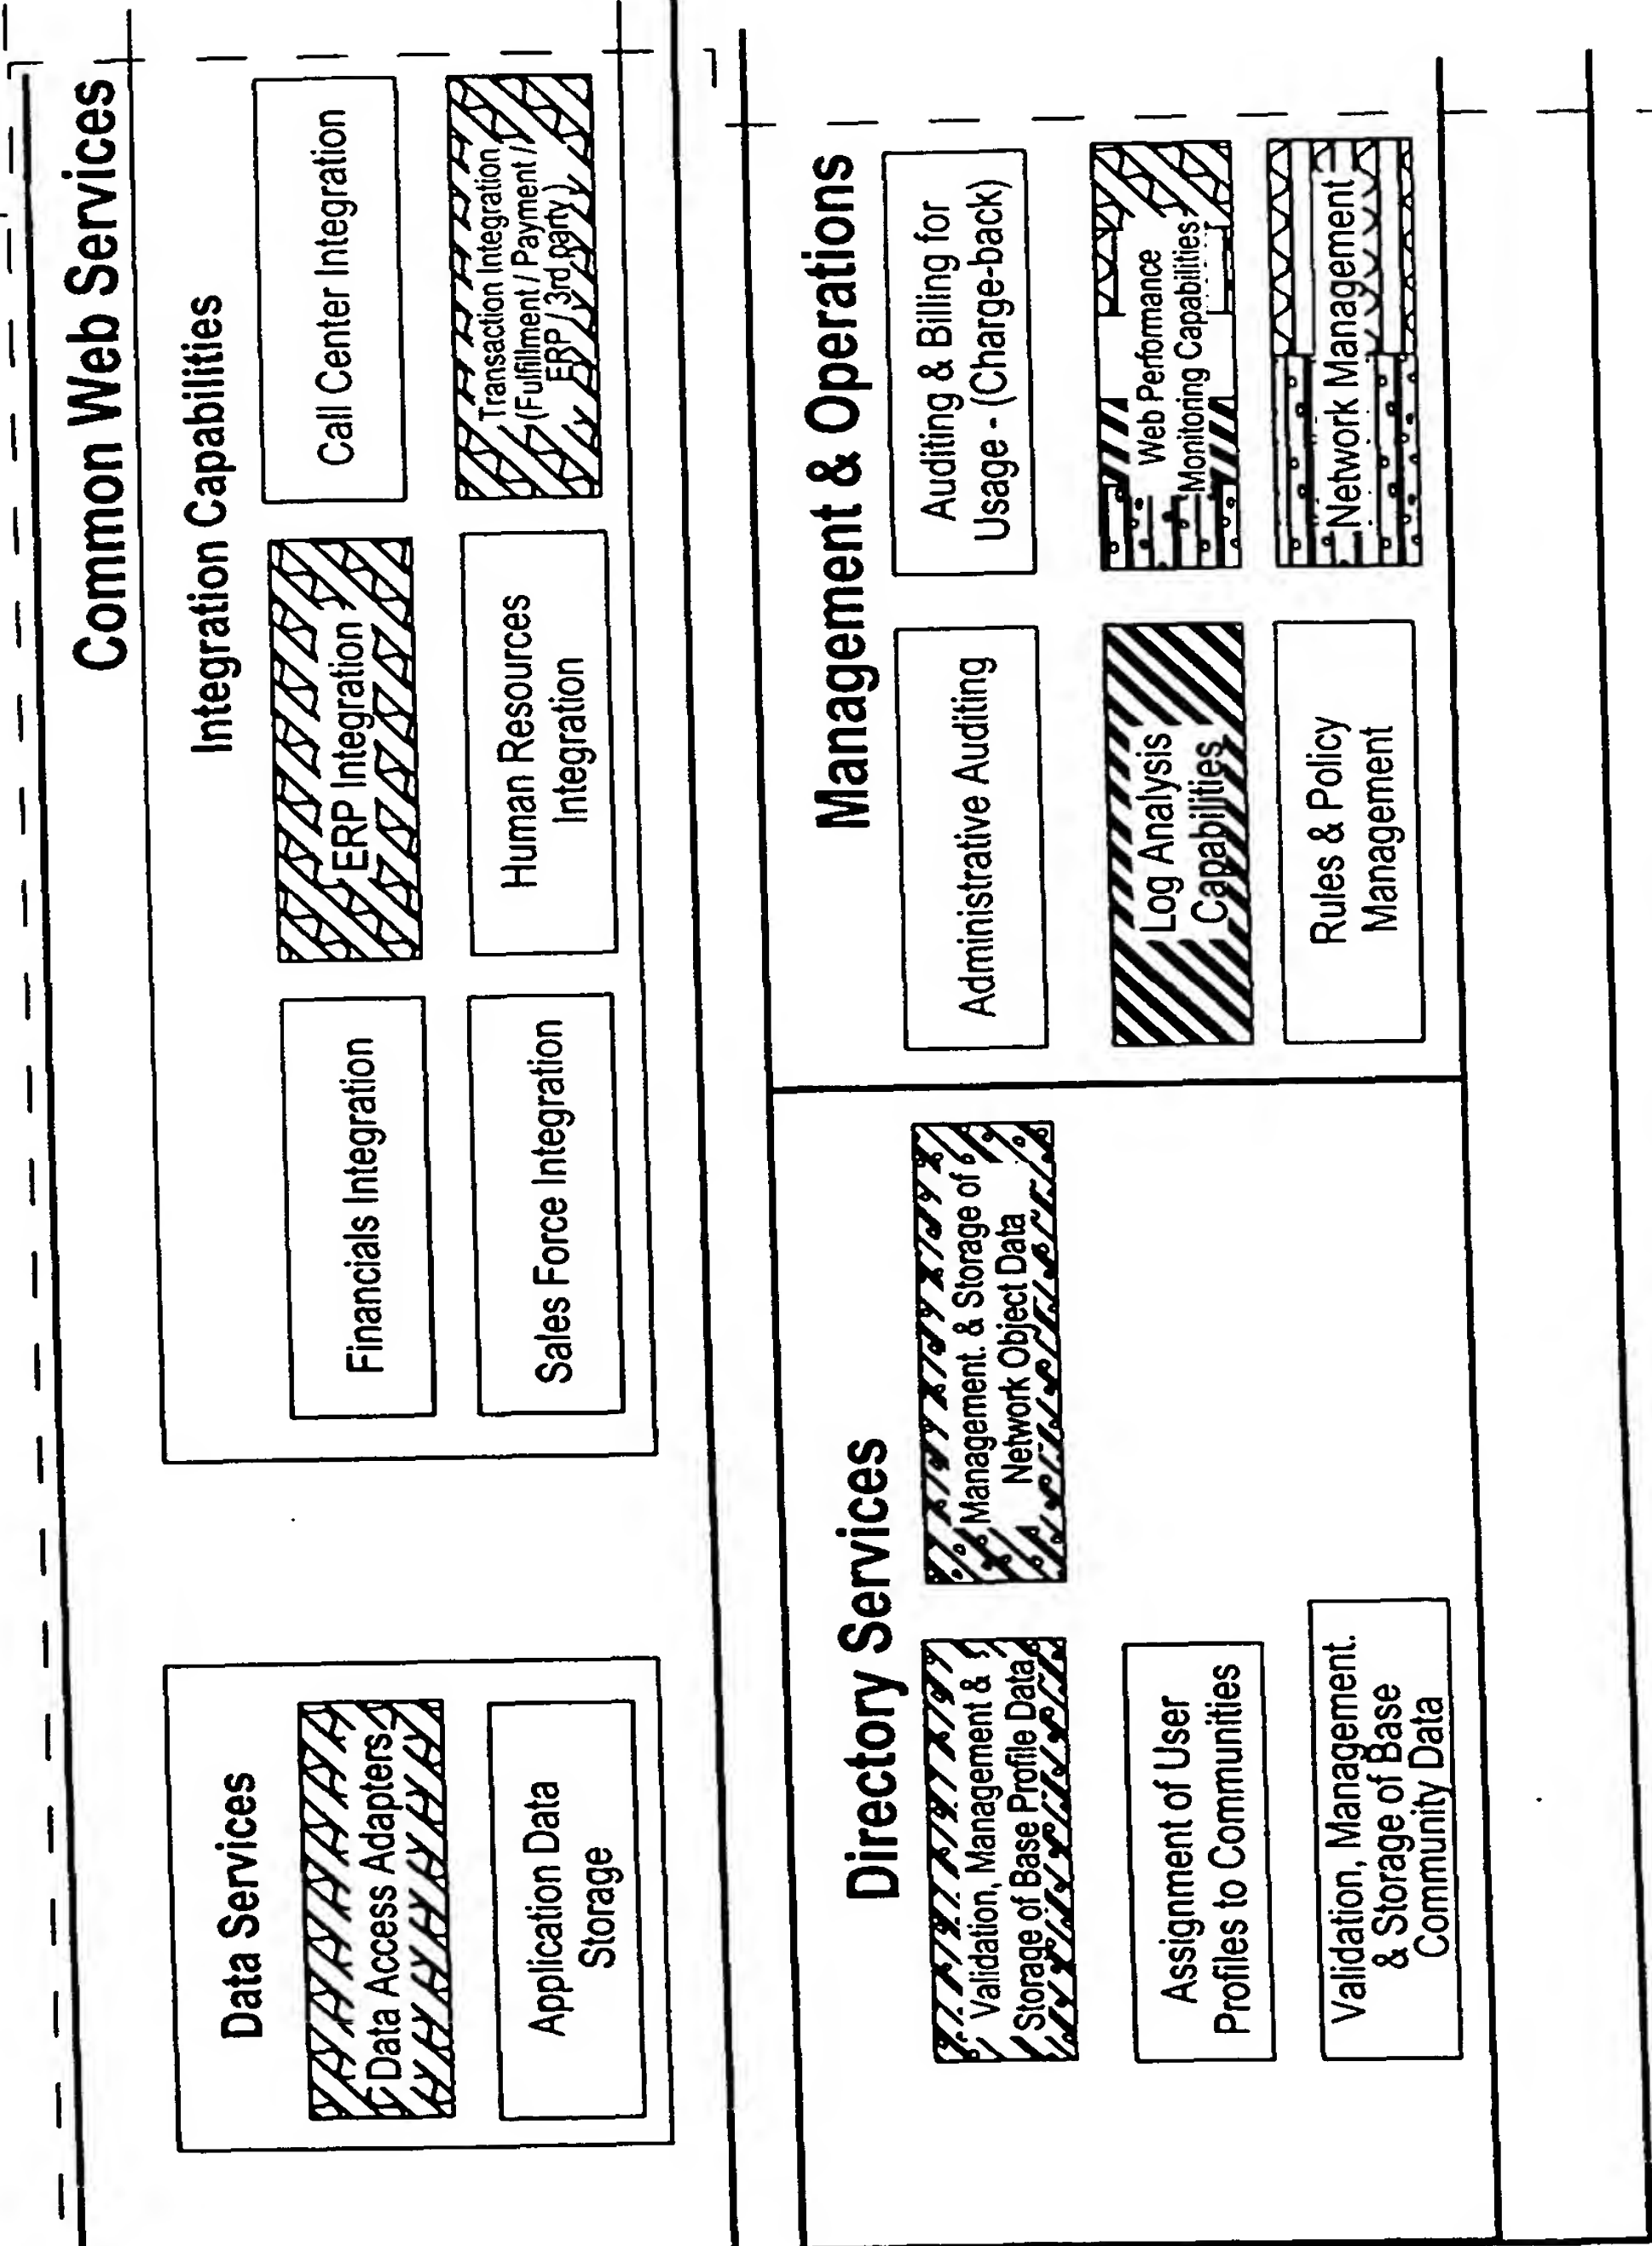 Common Web Services
Data Services
Data Access Adapters
Application Data
Storage
Integration Capabilities
Financials Integration
ERP Integration
Call Center Integration
Sales Force Integration
Human Resources
Integration
Transaction Integration
(Fulfillment / Payment /
ERP / 3rd party )
Directory Services
Validation, Management &
Storage of Base Profile Data
Management. & Storage of
Network Object Data
Assignment of User
Profiles to Communities
Validation, Management.
& Storage of Base
Community Data
Management & Operations
Administrative Auditing
Auditing & Billing for
Usage - (Charge-back)
Log Analysis
Capabilities
Web Performance
Monitoring Capabilities
Rules & Policy
Management
Network Management